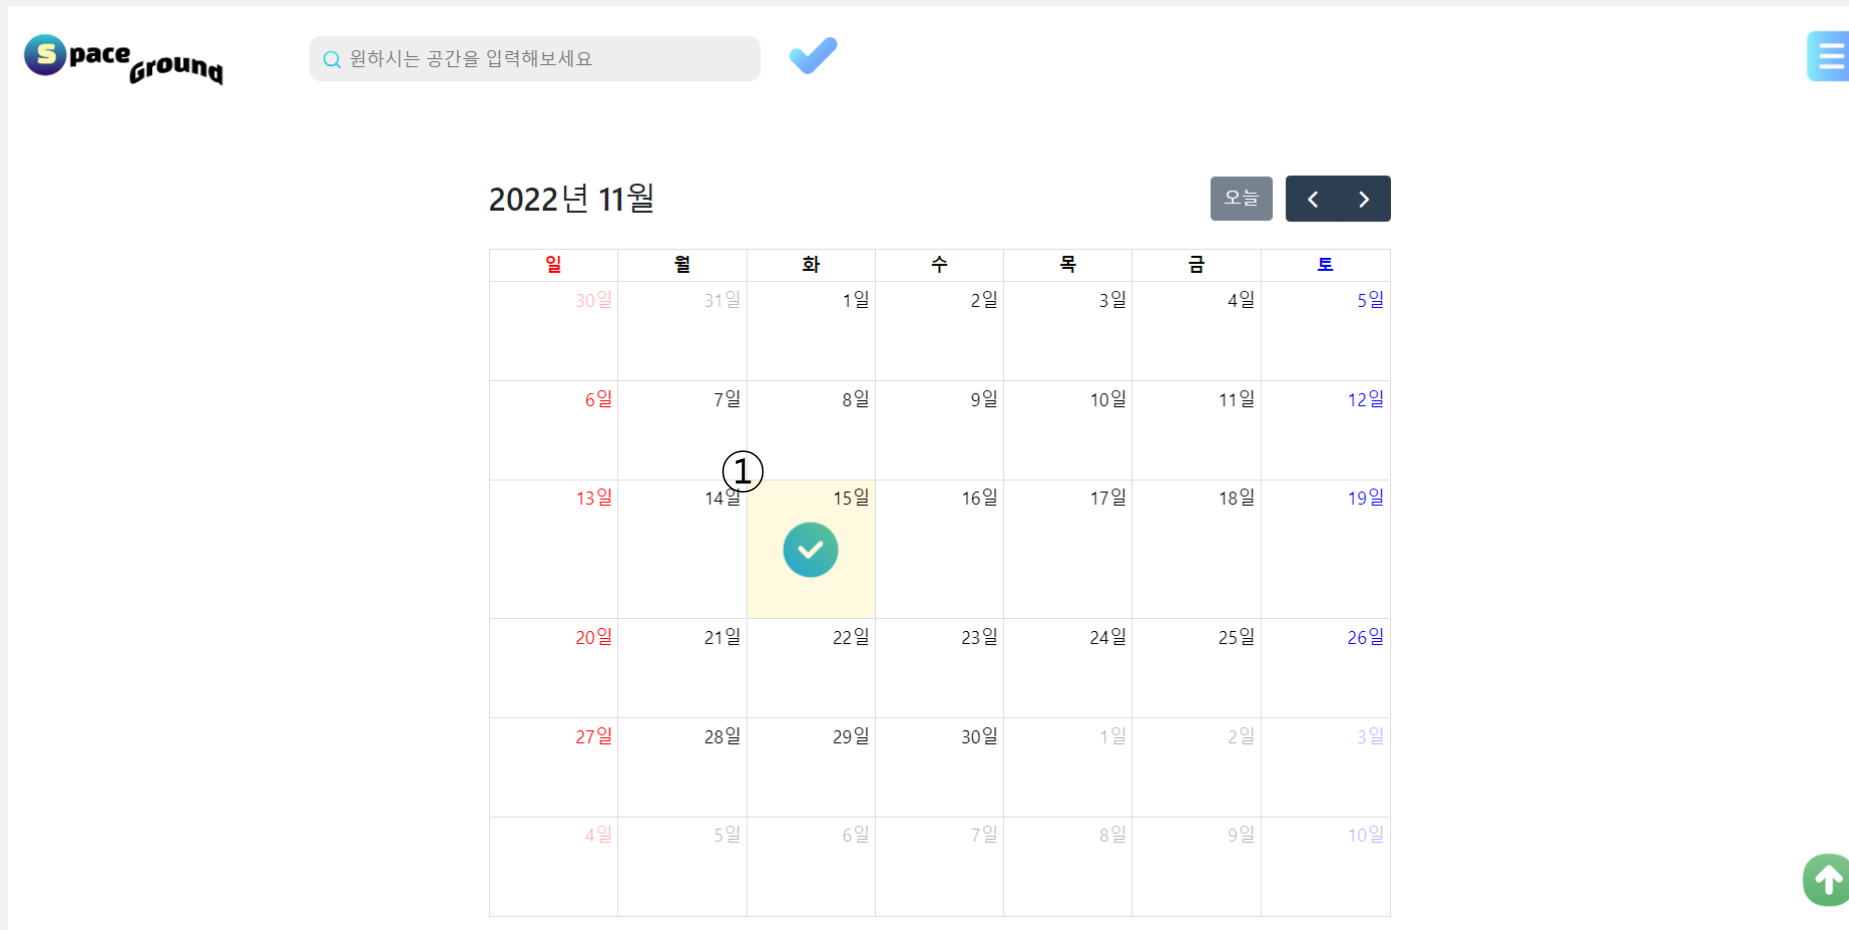 Space Ground
원하시는 공간을 입력해보세요
2022년 11월
오늘
일 월 화 수 목 금 토
30일 31일 1일 2일 3일 4일 5일
6일 7일 8일 9일 10일 11일 12일
①
13일 14일 15일 16일 17일 18일 19일
20일 21일 22일 23일 24일 25일 26일
27일 28일 29일 30일 1일 2일 3일
4일 5일 6일 7일 8일 9일 10일